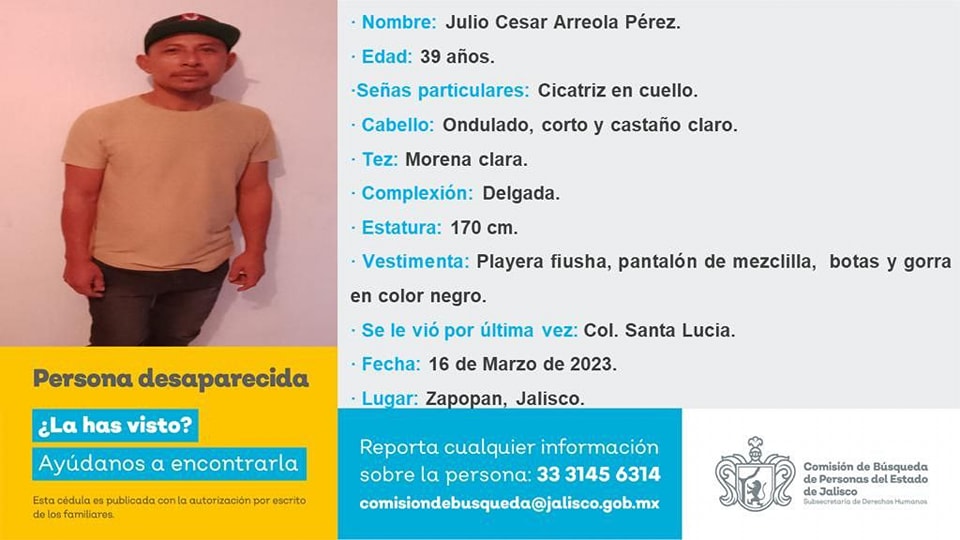 · Nombre: Julio Cesar Arreola Pérez.
· Edad: 39 años.
·Señas particulares: Cicatriz en cuello.
· Cabello: Ondulado, corto y castaño claro.
· Tez: Morena clara.
· Complexión: Delgada.
· Estatura: 170 cm.
· Vestimenta: Playera fiusha, pantalón de mezclilla, botas y gorra
en color negro.
· Se le vió por última vez: Col. Santa Lucia.
· Fecha: 16 de Marzo de 2023.
· Lugar: Zapopan, Jalisco.
Persona desaparecida
¿La has visto?
Ayúdanos a encontrarla
Esta cédula es publicada con la autorización por escrito
de los familiares.
Reporta cualquier información
sobre la persona: 33 3145 6314
comisiondebusqueda@jalisco.gob.mx
Comisión de Búsqueda
de Personas del Estado
de Jalisco
Subsecretaría de Derechos Humanos